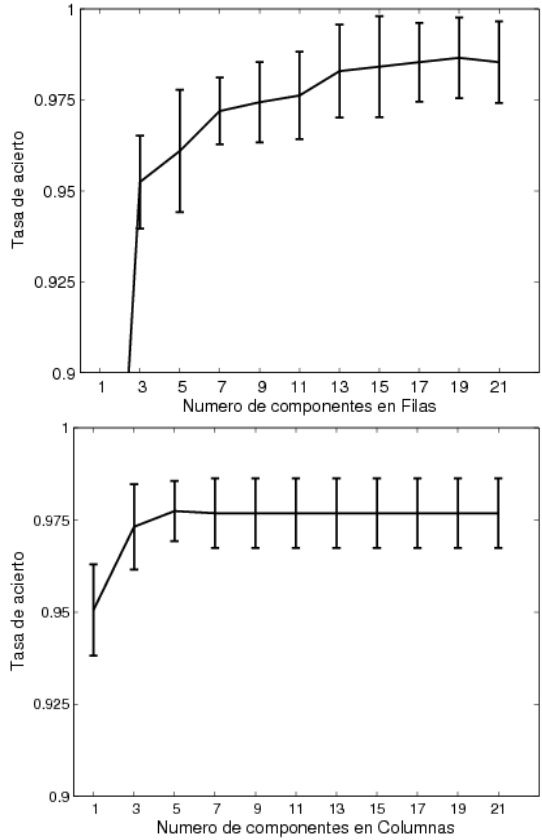 1
0.975
0.95
0.925
0.9
1 3 5 7 9 11 13 15 17 19 21
Numero de componentes en Filas
Tasa de acierto
1
0.975
0.95
0.925
0.9
1 3 5 7 9 11 13 15 17 19 21
Numero de componentes en Columnas
Tasa de acierto